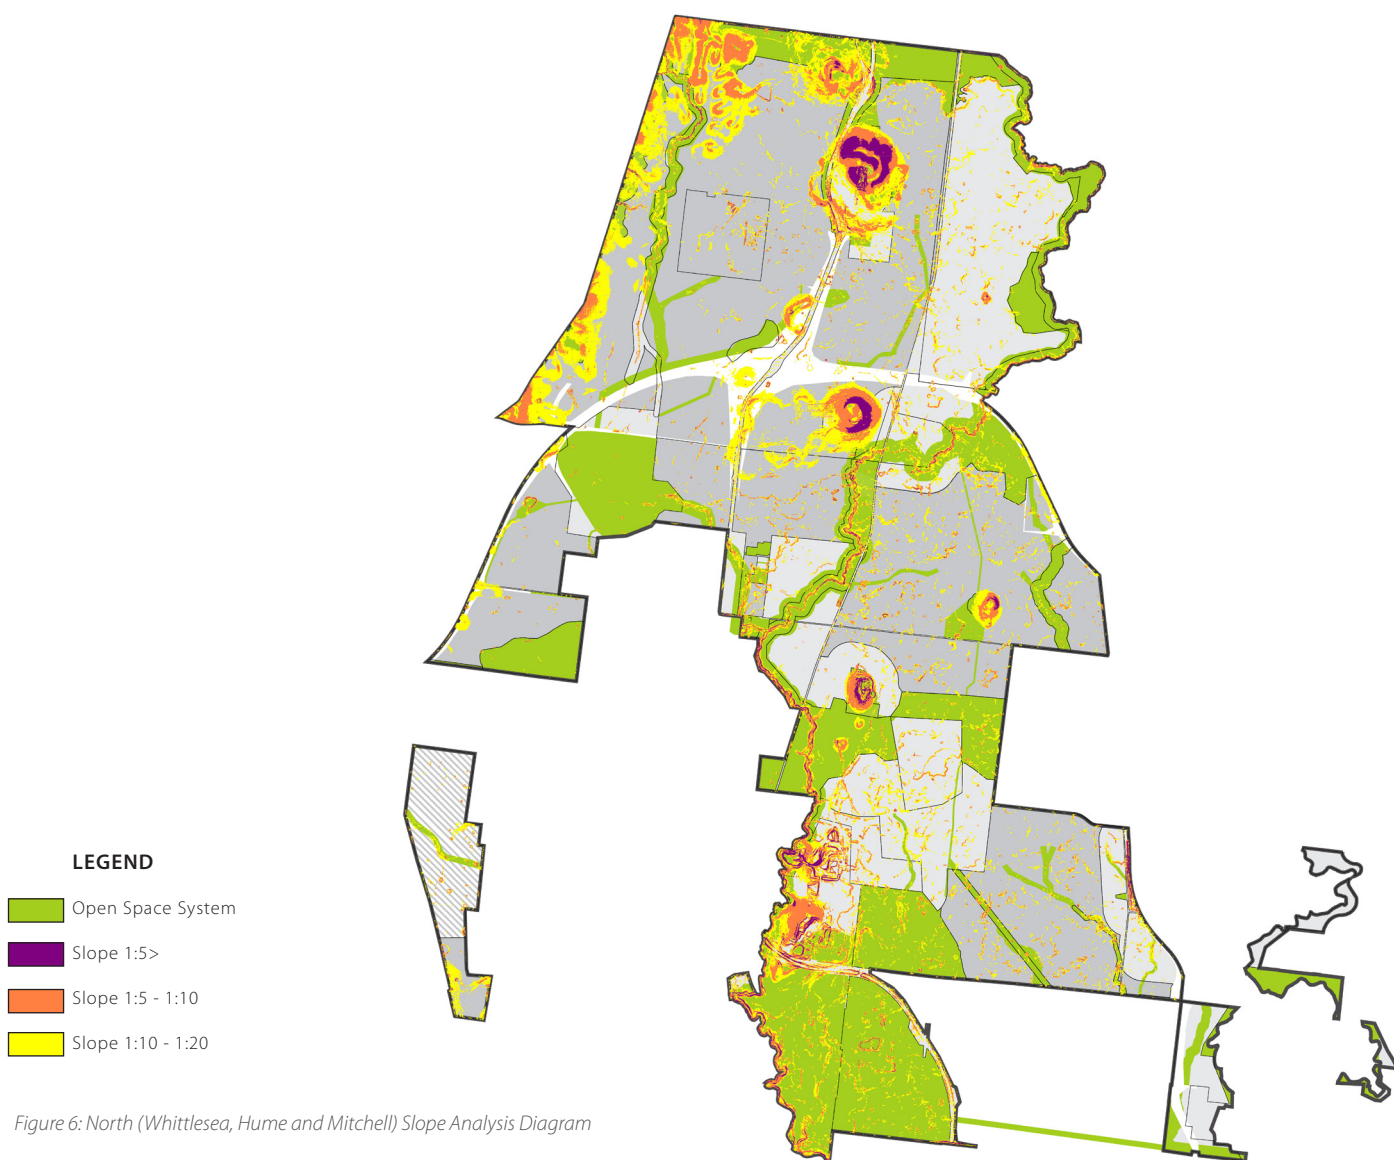 LEGEND
Open Space System
Slope 1:5>
Slope 1:5 - 1:10
Slope 1:10 - 1:20
Figure 6: North (Whittlesea, Hume and Mitchell) Slope Analysis Diagram